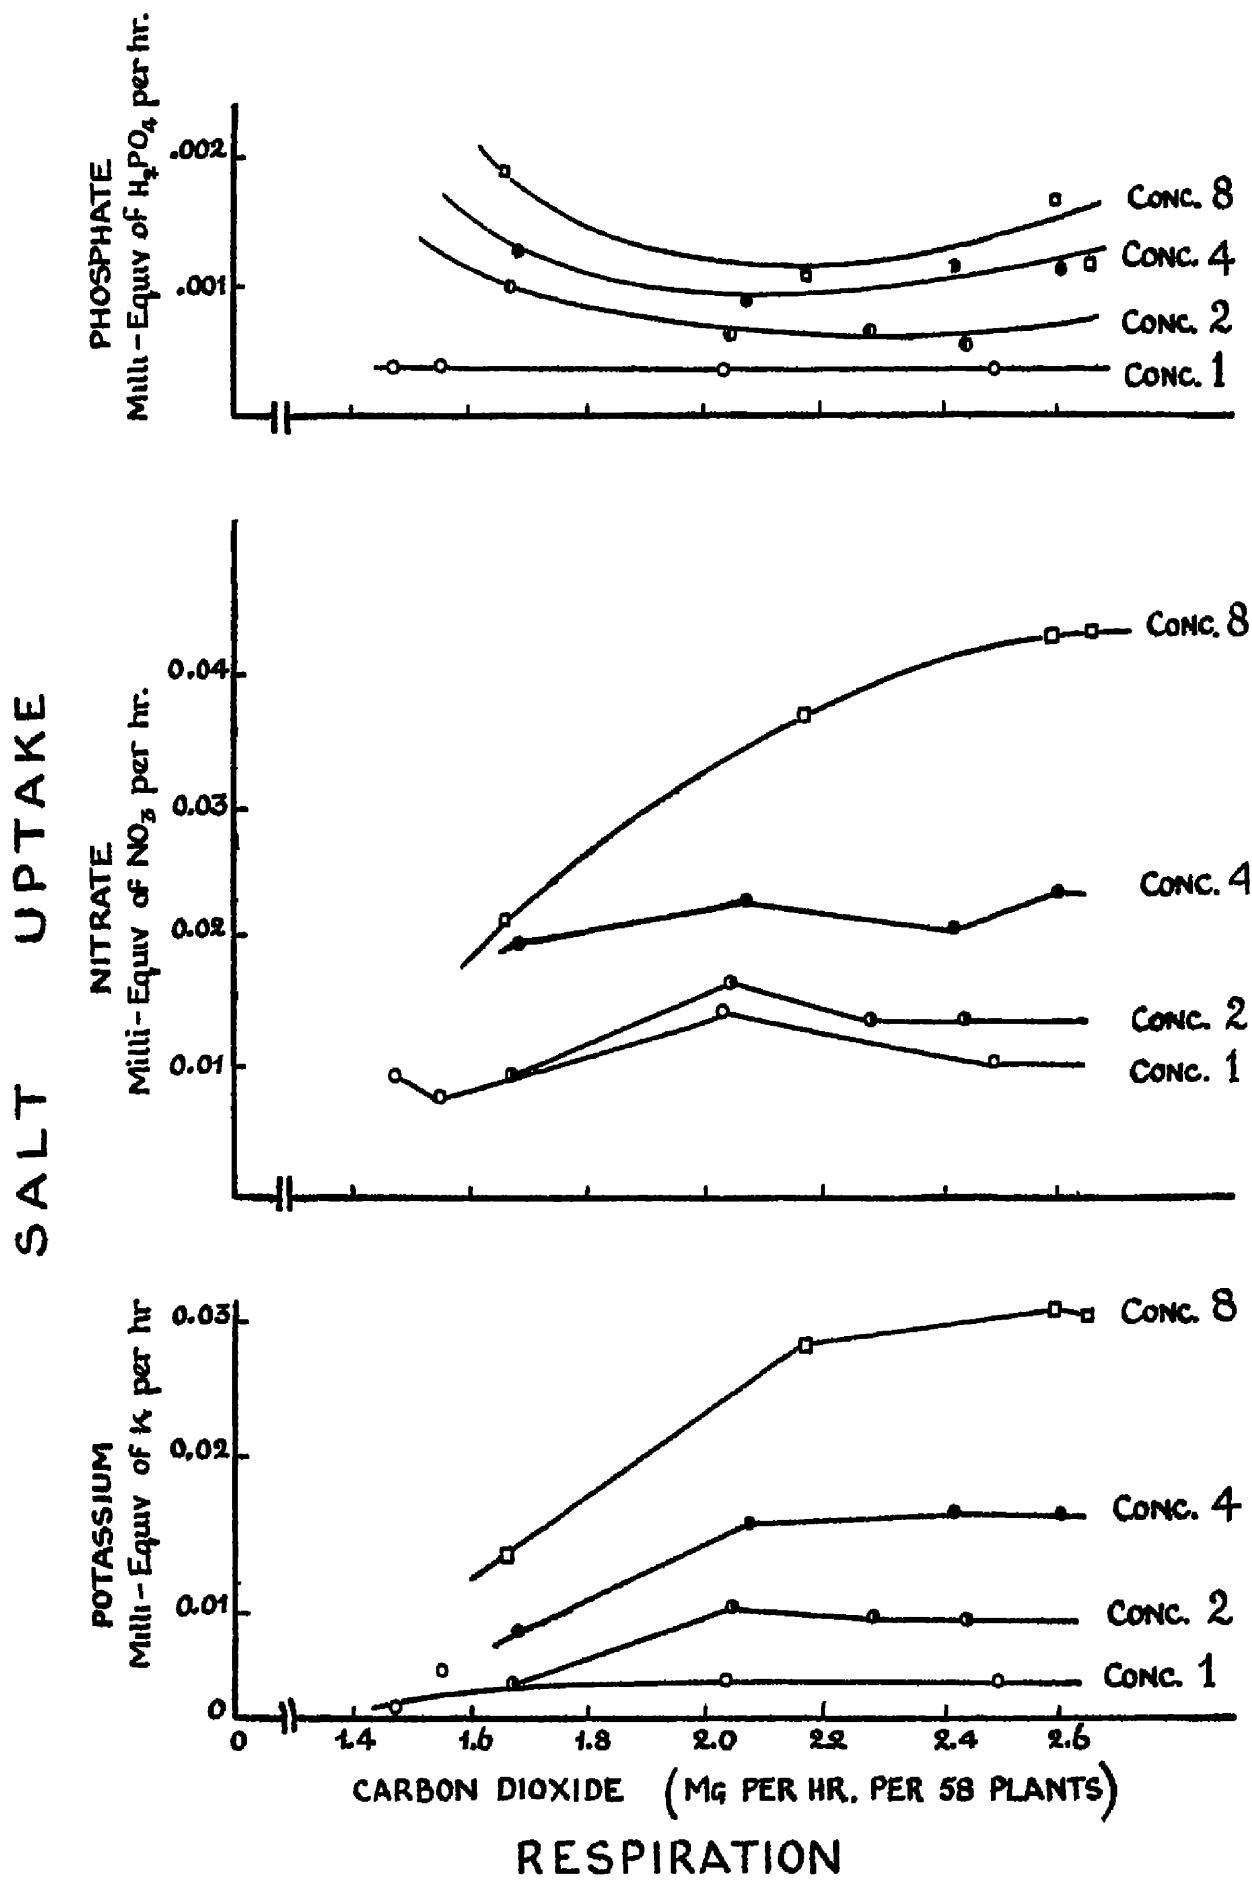 SALT UPTAKE
PHOSPHATE
Milli-Equiv of H2PO4 per hr.
.002
.001
CONC. 8
CONC. 4
CONC. 2
CONC. 1
NITRATE
Milli-Equiv of NO3 per hr.
0.04
0.03
0.02
0.01
CONC. 8
CONC. 4
CONC. 2
CONC. 1
POTASSIUM
Milli-Equiv of K per hr
0.03
0.02
0.01
0
CONC. 8
CONC. 4
CONC. 2
CONC. 1
0 1.4 1.6 1.8 2.0 2.2 2.4 2.6
CARBON DIOXIDE (MG PER HR. PER 58 PLANTS)
RESPIRATION